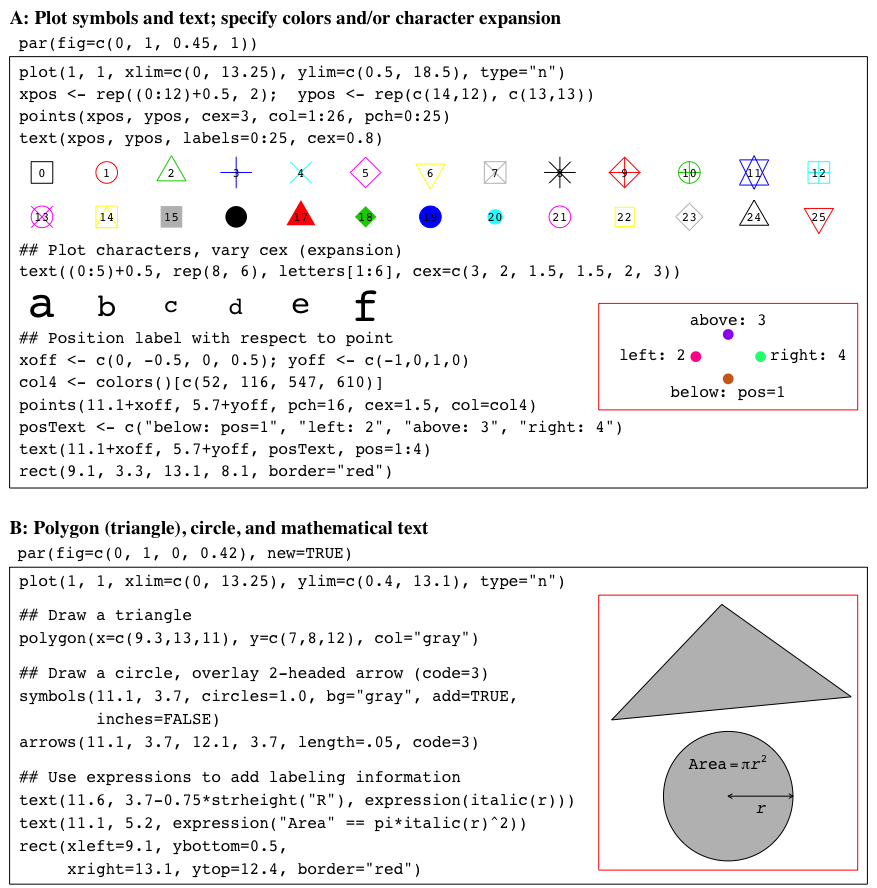 A: Plot symbols and text; specify colors and/or character expansion
par(fig=c(0, 1, 0.45, 1))
plot(1, 1, xlim=c(0, 13.25), ylim=c(0.5, 18.5), type="n")
xpos <- rep((0:12)+0.5, 2);  ypos <- rep(c(14,12), c(13,13))
points(xpos, ypos, cex=3, col=1:26, pch=0:25)
text(xpos, ypos, labels=0:25, cex=0.8)
0 1 2 3 4 5 6 7 8 9 10 11 12
13 14 15 17 18 19 20 21 22 23 24 25
## Plot characters, vary cex (expansion)
text((0:5)+0.5, rep(8, 6), letters[1:6], cex=c(3, 2, 1.5, 1.5, 2, 3))
a b c d e f
## Position label with respect to point
xoff <- c(0, -0.5, 0, 0.5); yoff <- c(-1,0,1,0)
col4 <- colors()[c(52, 116, 547, 610)]
points(11.1+xoff, 5.7+yoff, pch=16, cex=1.5, col=col4)
posText <- c("below: pos=1", "left: 2", "above: 3", "right: 4")
text(11.1+xoff, 5.7+yoff, posText, pos=1:4)
rect(9.1, 3.3, 13.1, 8.1, border="red")
above: 3
left: 2 right: 4
below: pos=1
B: Polygon (triangle), circle, and mathematical text
par(fig=c(0, 1, 0, 0.42), new=TRUE)
plot(1, 1, xlim=c(0, 13.25), ylim=c(0.4, 13.1), type="n")
## Draw a triangle
polygon(x=c(9.3,13,11), y=c(7,8,12), col="gray")
## Draw a circle, overlay 2-headed arrow (code=3)
symbols(11.1, 3.7, circles=1.0, bg="gray", add=TRUE,
inches=FALSE)
arrows(11.1, 3.7, 12.1, 3.7, length=.05, code=3)
## Use expressions to add labeling information
text(11.6, 3.7-0.75*strheight("R"), expression(italic(r)))
text(11.1, 5.2, expression("Area" == pi*italic(r)^2))
rect(xleft=9.1, ybottom=0.5,
xright=13.1, ytop=12.4, border="red")
Area = πr²
r